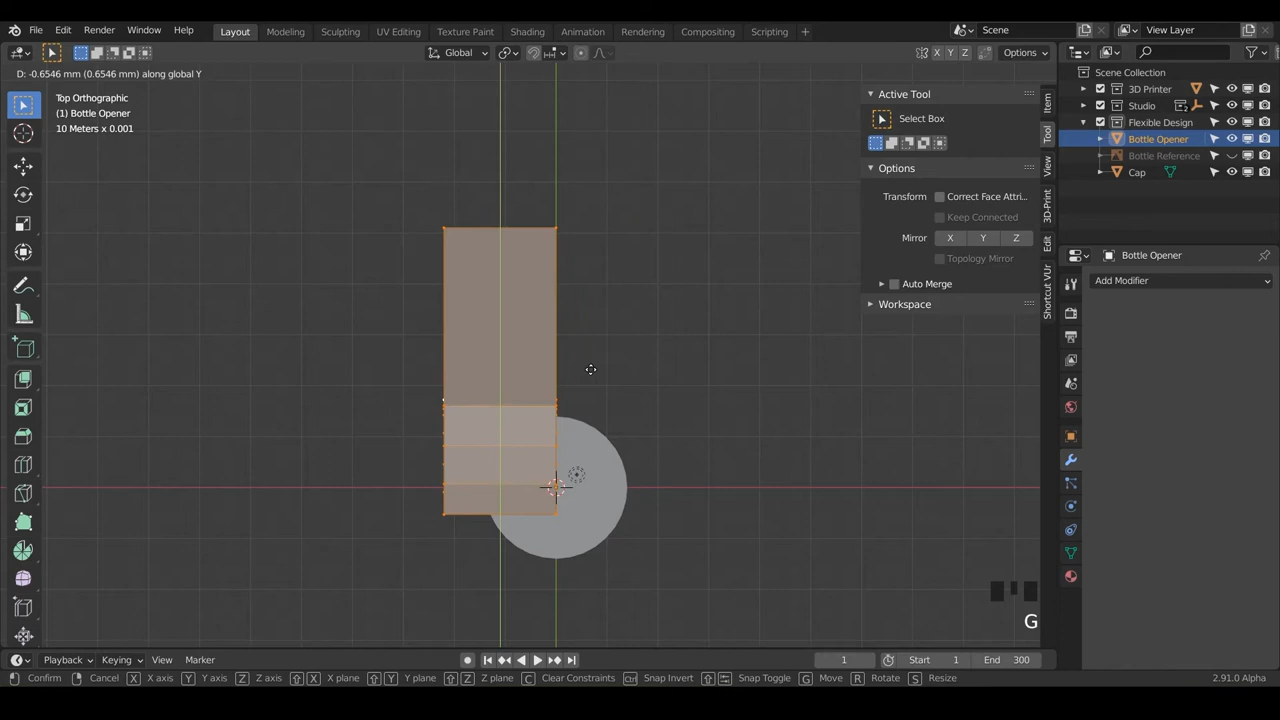 File Edit Render Window Help Layout Modeling Sculpting UV Editing Texture Paint Shading Animation Rendering Compositing Scripting + Scene View Layer
Global X Y Z Options
D: -0.6546 mm (0.6546 mm) along global Y
Top Orthographic
(1) Bottle Opener
10 Meters x 0.001
Active Tool
Select Box
Options
Transform Correct Face Attri...
Keep Connected
Mirror X Y Z
Topology Mirror
Auto Merge
Workspace
Item
Tool
View
3D-Print
Edit
Shortcut VUr
Scene Collection
3D Printer
Studio 2
Flexible Design
Bottle Opener
Bottle Reference
Cap
Bottle Opener
Add Modifier
G
Playback Keying View Marker 1 Start 1 End 300
Confirm Cancel X X axis Y Y axis Z Z axis X X plane Y Y plane Z Z plane C Clear Constraints Ctrl Snap Invert Snap Toggle G Move R Rotate S Resize 2.91.0 Alpha